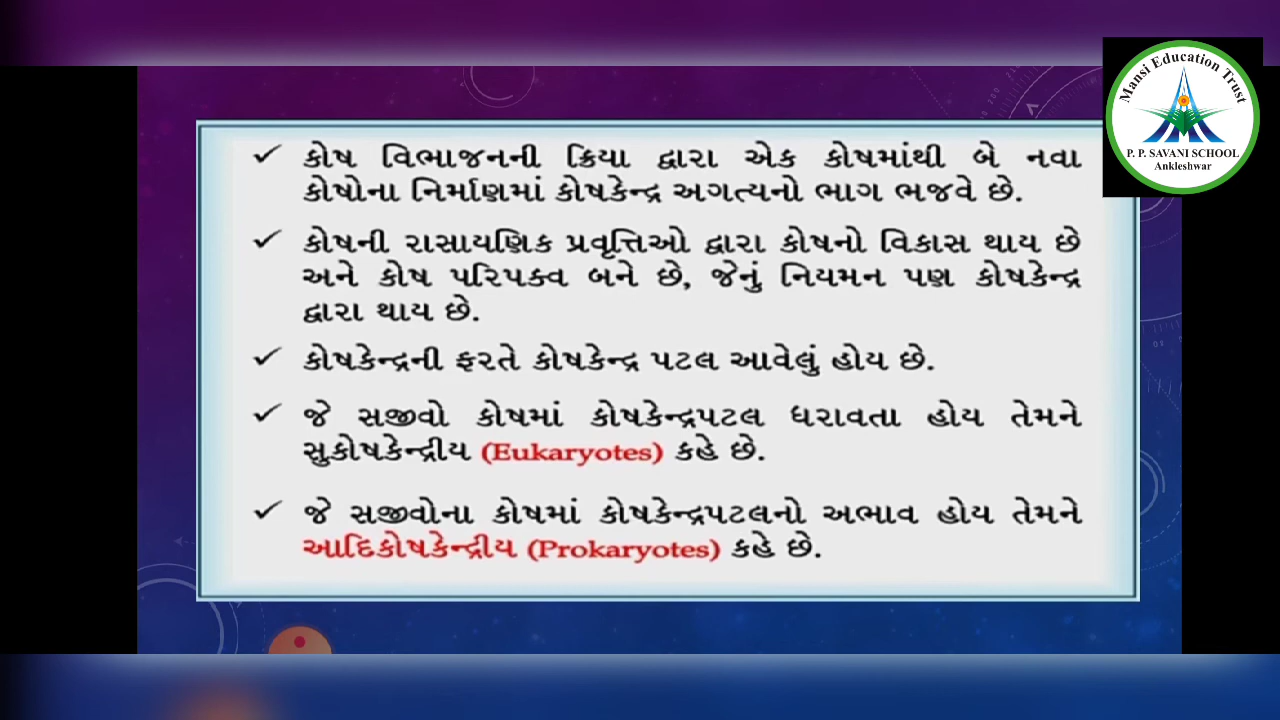 Mansi Education Trust
P. P. SAVANI SCHOOL
Ankleshwar
✓ કોષ વિભાજનની ક્રિયા દ્વારા એક કોષમાંથી બે નવા
કોષોના નિર્માણમાં કોષકેન્દ્ર અગત્યનો ભાગ ભજવે છે.
✓ કોષની રાસાયણિક પ્રવૃત્તિઓ દ્વારા કોષનો વિકાસ થાય છે
અને કોષ પરિપક્વ બને છે, જેનું નિયમન પણ કોષકેન્દ્ર
દ્વારા થાય છે.
✓ કોષકેન્દ્રની ફરતે કોષકેન્દ્ર પટલ આવેલું હોય છે.
✓ જે સજીવો કોષમાં કોષકેન્દ્રપટલ ધરાવતા હોય તેમને
સુકોષકેન્દ્રીય (Eukaryotes) કહે છે.
✓ જે સજીવોના કોષમાં કોષકેન્દ્રપટલનો અભાવ હોય તેમને
આદિકોષકેન્દ્રીય (Prokaryotes) કહે છે.